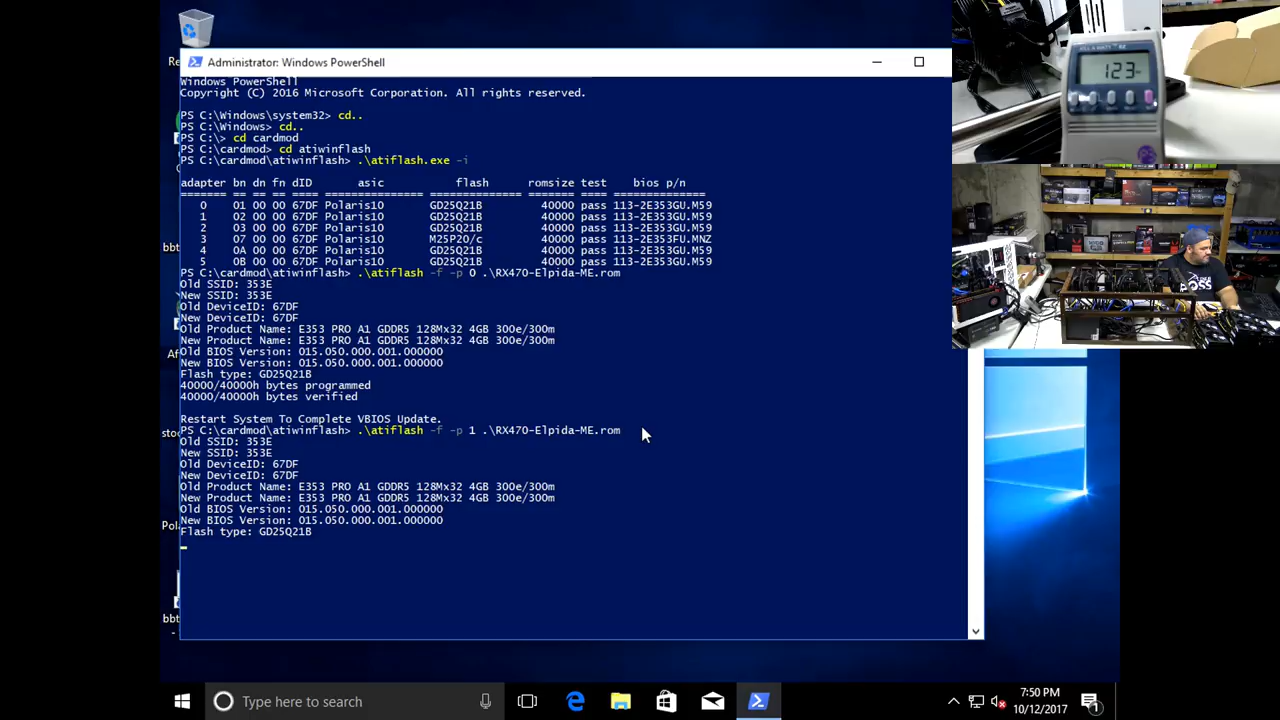 Administrator: Windows PowerShell
Windows PowerShell
Copyright (C) 2016 Microsoft Corporation. All rights reserved.
PS C:\Windows\system32> cd..
PS C:\Windows> cd..
PS C:\> cd cardmod
PS C:\cardmod> cd atiwinflash
PS C:\cardmod\atiwinflash> .\atiflash.exe -i
adapter bn dn fn dID asic flash romsize test bios p/n
======= == == == ==== =============== ============== ======= ==== ==============
0 01 00 00 67DF Polaris10 GD25Q21B 40000 pass 113-2E353GU.M59
1 02 00 00 67DF Polaris10 GD25Q21B 40000 pass 113-2E353GU.M59
2 03 00 00 67DF Polaris10 GD25Q21B 40000 pass 113-2E353GU.M59
3 07 00 00 67DF Polaris10 M25P20/c 40000 pass 113-2E353FU.MNZ
4 0A 00 00 67DF Polaris10 GD25Q21B 40000 pass 113-2E353GU.M59
5 0B 00 00 67DF Polaris10 GD25Q21B 40000 pass 113-2E353GU.M59
PS C:\cardmod\atiwinflash> .\atiflash -f -p 0 .\RX470-Elpida-ME.rom
Old SSID: 353E
New SSID: 353E
Old DeviceID: 67DF
New DeviceID: 67DF
Old Product Name: E353 PRO A1 GDDR5 128Mx32 4GB 300e/300m
New Product Name: E353 PRO A1 GDDR5 128Mx32 4GB 300e/300m
Old BIOS Version: 015.050.000.001.000000
New BIOS Version: 015.050.000.001.000000
Flash type: GD25Q21B
40000/40000h bytes programmed
40000/40000h bytes verified
Restart System To Complete VBIOS Update.
PS C:\cardmod\atiwinflash> .\atiflash -f -p 1 .\RX470-Elpida-ME.rom
Old SSID: 353E
New SSID: 353E
Old DeviceID: 67DF
New DeviceID: 67DF
Old Product Name: E353 PRO A1 GDDR5 128Mx32 4GB 300e/300m
New Product Name: E353 PRO A1 GDDR5 128Mx32 4GB 300e/300m
Old BIOS Version: 015.050.000.001.000000
New BIOS Version: 015.050.000.001.000000
Flash type: GD25Q21B
Re
bbt
Af
stoc
Pola
bbt
-
123
BOSS
Type here to search
7:50 PM
10/12/2017
1